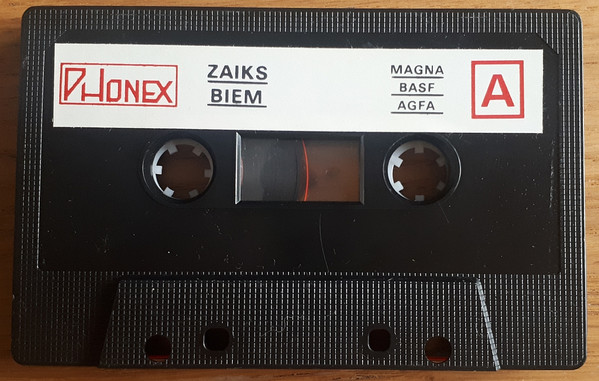 PHONEX
ZAIKS
BIEM
MAGNA
BASF
AGFA
A